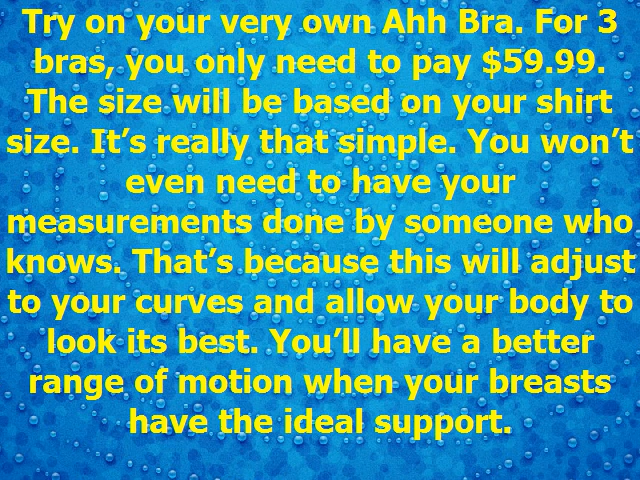 Try on your very own Ahh Bra. For 3
bras, you only need to pay $59.99.
The size will be based on your shirt
size. It’s really that simple. You won’t
even need to have your
measurements done by someone who
knows. That’s because this will adjust
to your curves and allow your body to
look its best. You’ll have a better
range of motion when your breasts
have the ideal support.